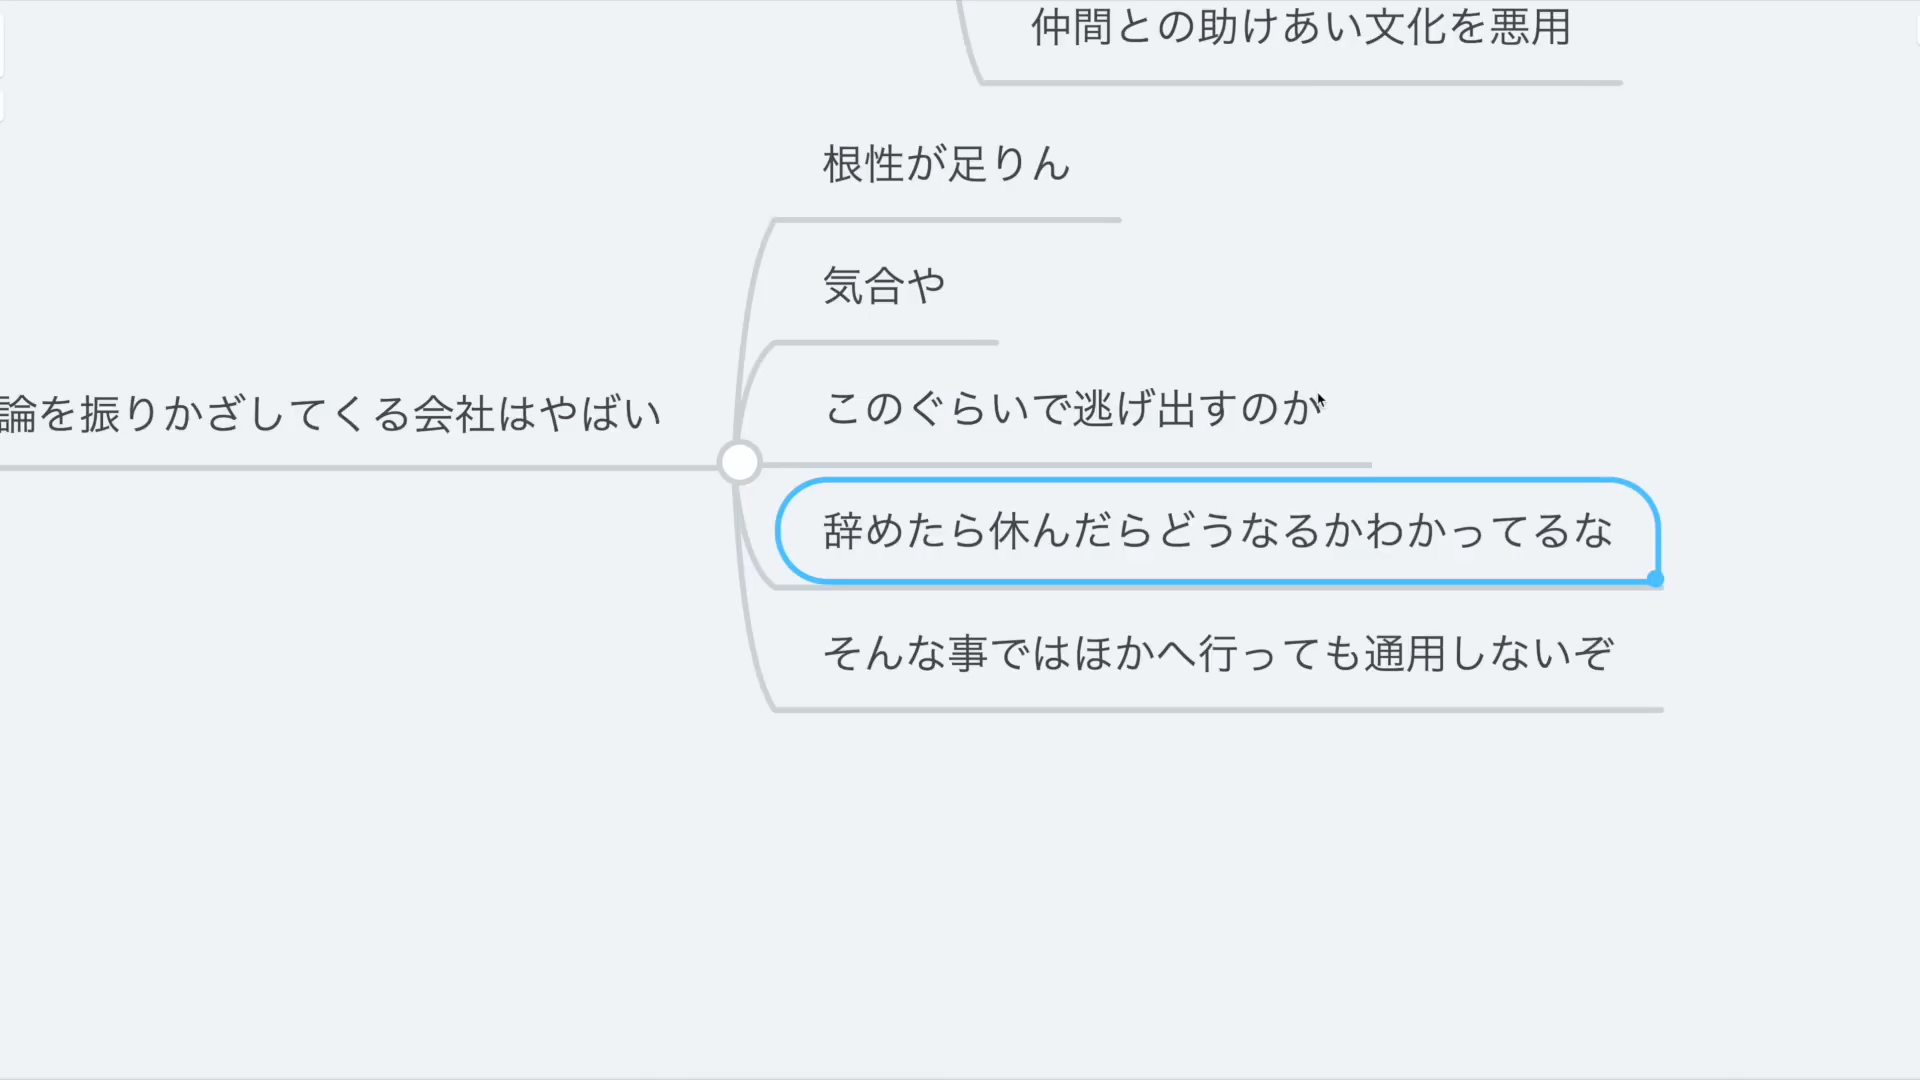 仲間との助けあい文化を悪用
根性が足りん
気合や
このぐらいで逃げ出すのか
論を振りかざしてくる会社はやばい
辞めたら休んだらどうなるかわかってるな
そんな事ではほかへ行っても通用しないぞ